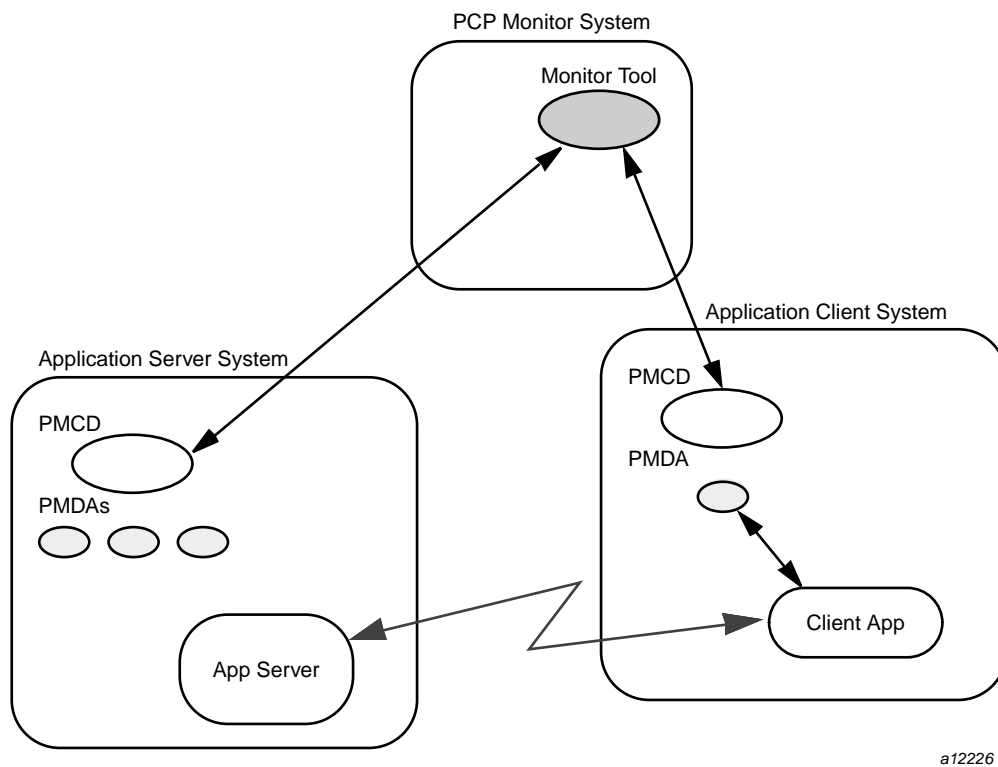 PCP Monitor System
Monitor Tool
Application Client System
Application Server System
PMCD
PMCD
PMDA
PMDAs
Client App
App Server
a12226